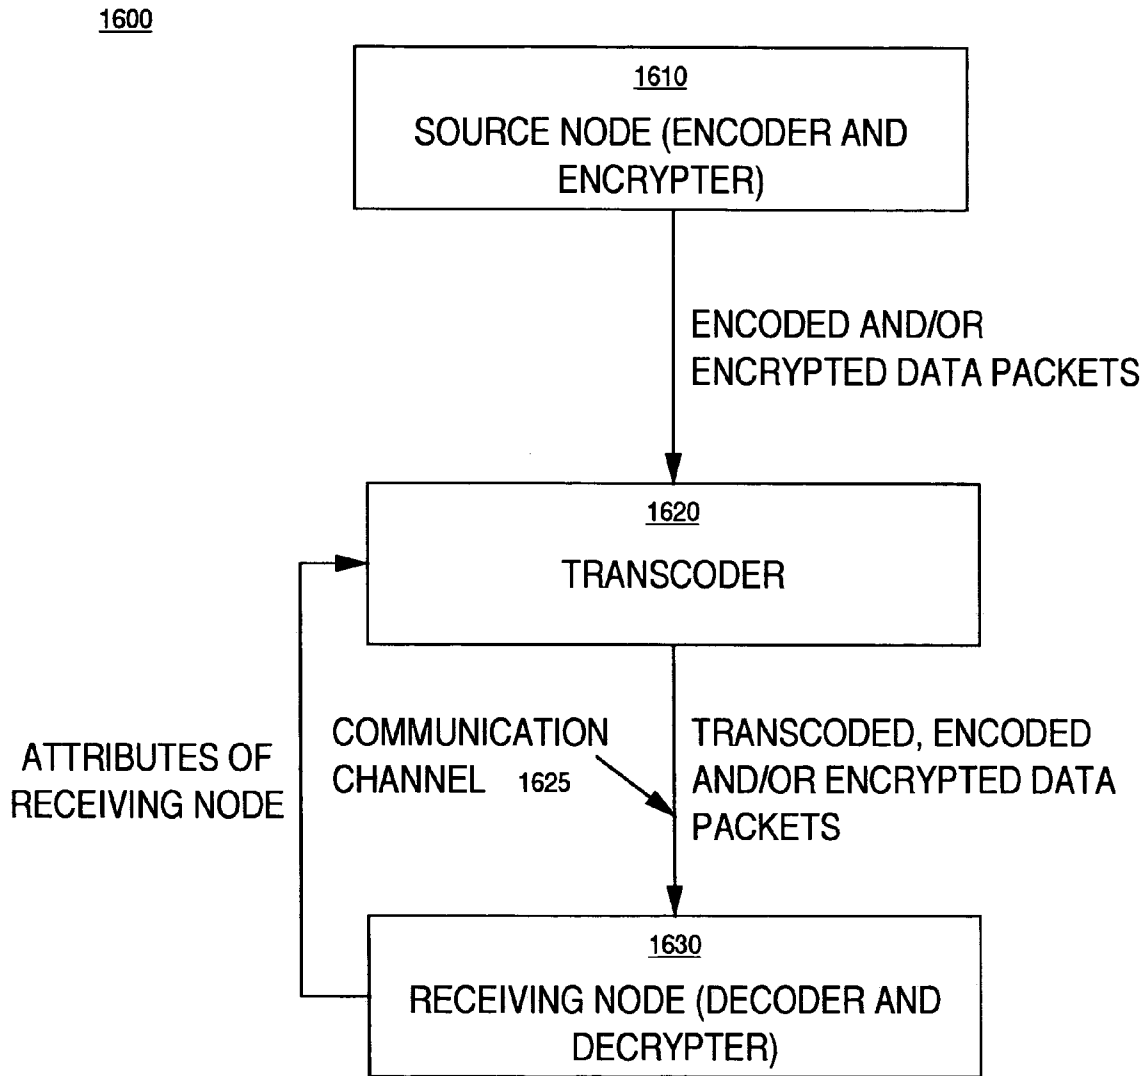 1600
1610
SOURCE NODE (ENCODER AND
ENCRYPTER)
ENCODED AND/OR
ENCRYPTED DATA PACKETS
1620
TRANSCODER
COMMUNICATION
CHANNEL 1625
TRANSCODED, ENCODED
AND/OR ENCRYPTED DATA
PACKETS
ATTRIBUTES OF
RECEIVING NODE
1630
RECEIVING NODE (DECODER AND
DECRYPTER)